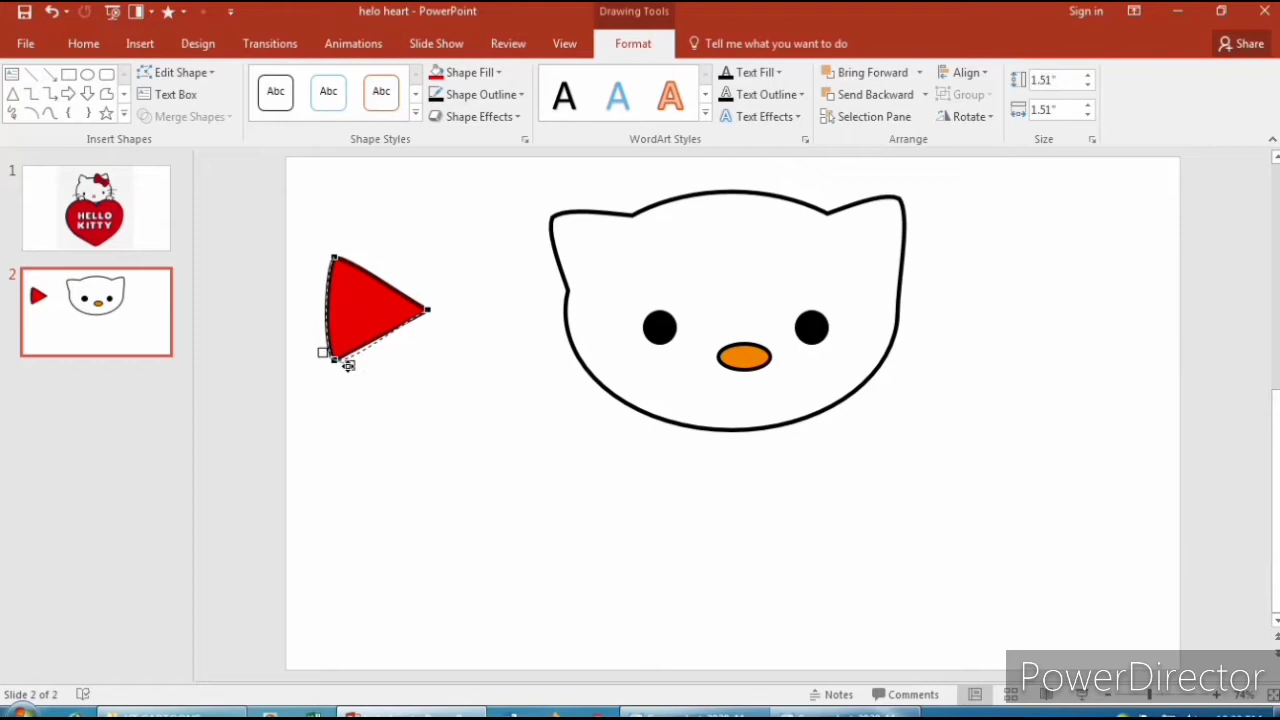 helo heart - PowerPoint
Drawing Tools
Sign in
File Home Insert Design Transitions Animations Slide Show Review View Format Tell me what you want to do Share
Edit Shape
Text Box
Merge Shapes
Insert Shapes
Abc Abc Abc
Shape Fill
Shape Outline
Shape Effects
Shape Styles
A A A
Text Fill
Text Outline
Text Effects
WordArt Styles
Bring Forward
Send Backward
Selection Pane
Align
Group
Rotate
Arrange
1.51"
1.51"
Size
1
HELLO
KITTY
2
PowerDirector
Slide 2 of 2
Notes
Comments
74%